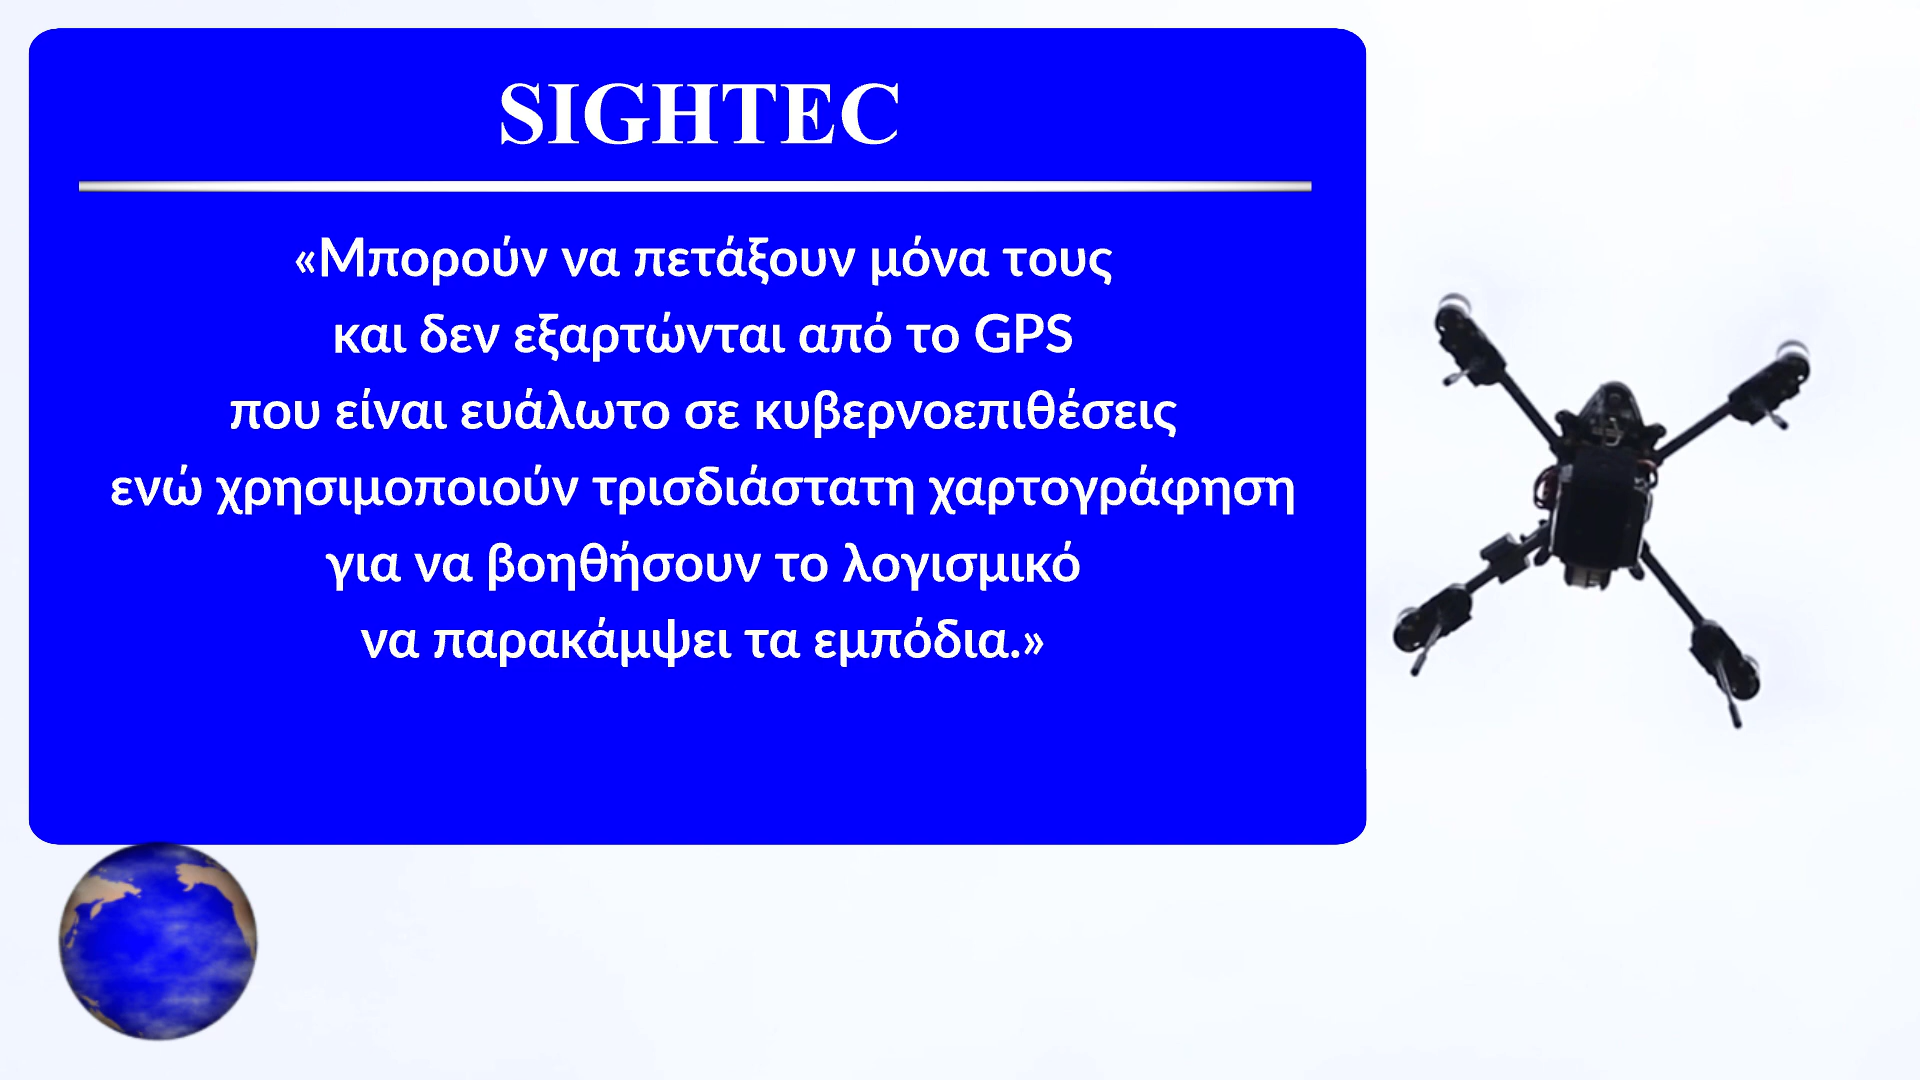 SIGHTEC
«Μπορούν να πετάξουν μόνα τους
και δεν εξαρτώνται από το GPS
που είναι ευάλωτο σε κυβερνοεπιθέσεις
ενώ χρησιμοποιούν τρισδιάστατη χαρτογράφηση
για να βοηθήσουν το λογισμικό
να παρακάμψει τα εμπόδια.»